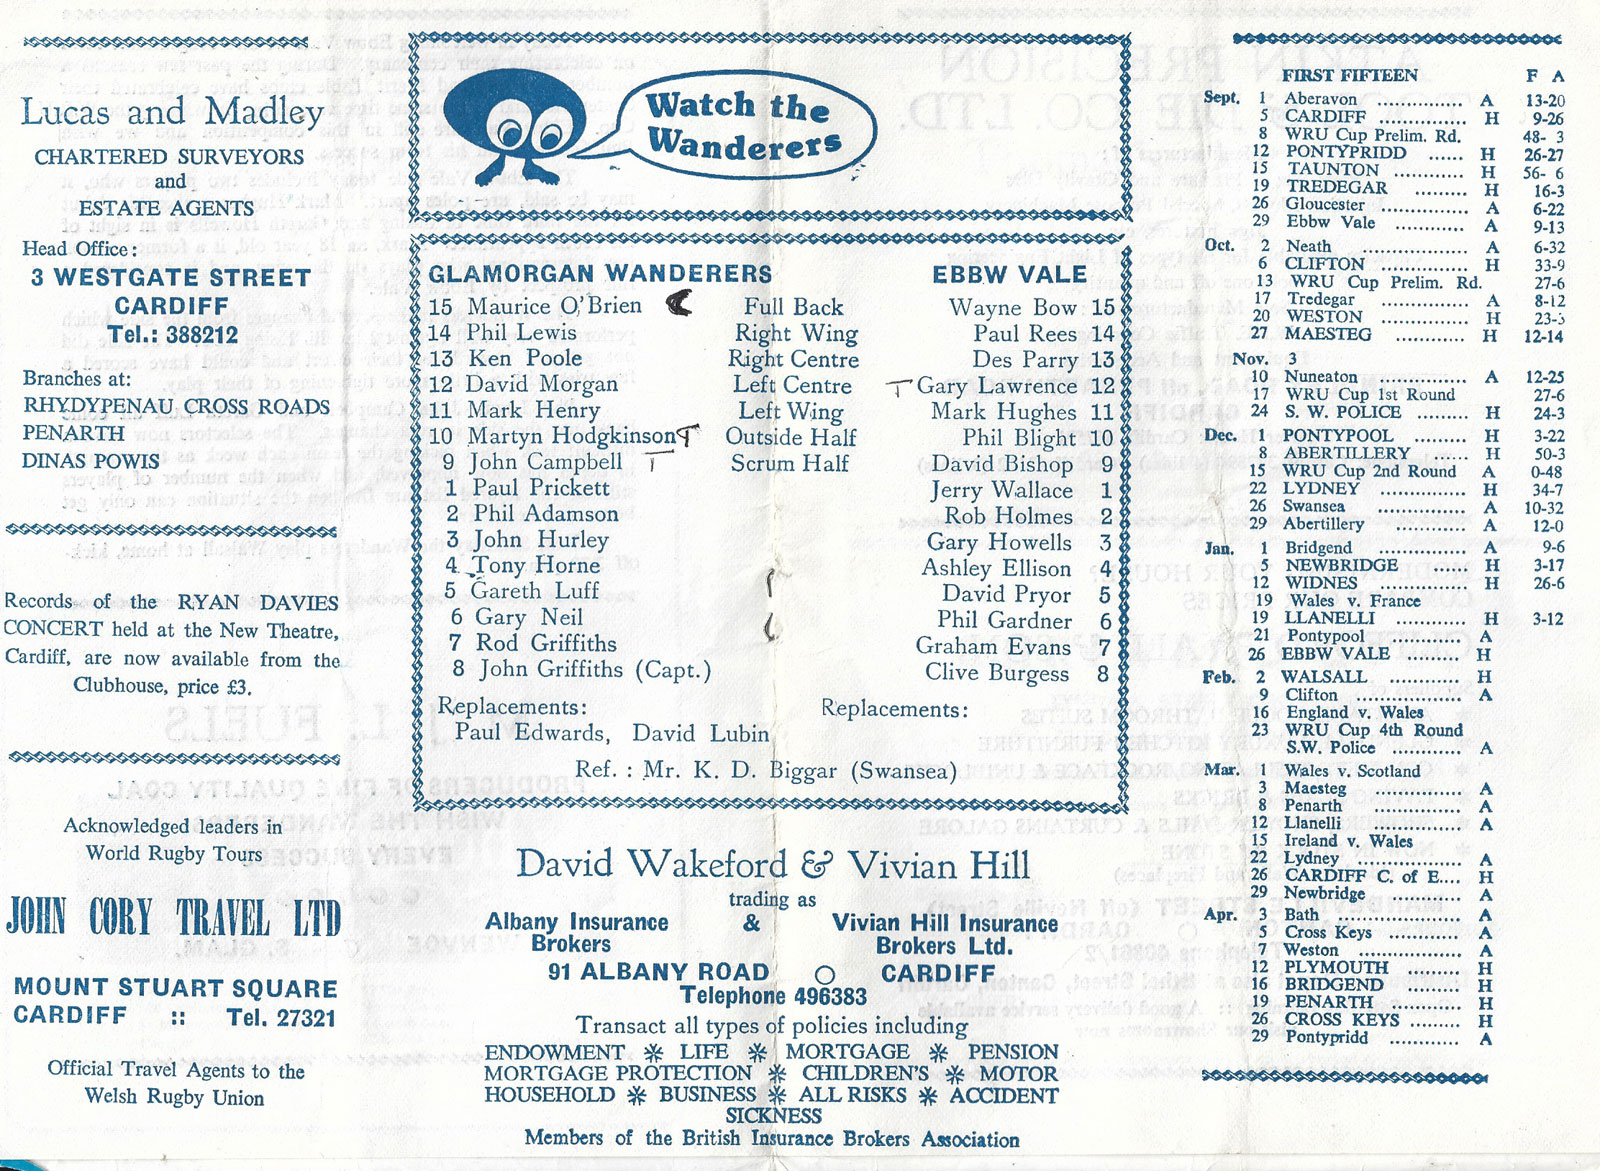 Lucas and Madley
CHARTERED SURVEYORS
and
ESTATE AGENTS
Head Office:
3 WESTGATE STREET
CARDIFF
Tel.: 388212
Branches at:
RHYDYPENAU CROSS ROADS
PENARTH
DINAS POWIS
Records of the RYAN DAVIES
CONCERT held at the New Theatre,
Cardiff, are now available from the
Clubhouse, price £3.
Acknowledged leaders in
World Rugby Tours
JOHN CORY TRAVEL LTD
MOUNT STUART SQUARE
CARDIFF :: Tel. 27321
Official Travel Agents to the
Welsh Rugby Union
Watch the
Wanderers
GLAMORGAN WANDERERS EBBW VALE
15 Maurice O'Brien Full Back Wayne Bow 15
14 Phil Lewis Right Wing Paul Rees 14
13 Ken Poole Right Centre Des Parry 13
12 David Morgan Left Centre T Gary Lawrence 12
11 Mark Henry Left Wing Mark Hughes 11
10 Martyn Hodgkinson T Outside Half Phil Blight 10
9 John Campbell T Scrum Half David Bishop
1 Paul Prickett Jerry Wallace 1
2 Phil Adamson Rob Holmes 2
3 John Hurley Gary Howells 3
4 Tony Horne Ashley Ellison 4
5 Gareth Luff David Pryor 5
6 Gary Neil Phil Gardner 6
7 Rod Griffiths Graham Evans 7
8 John Griffiths (Capt.) Clive Burgess 8
Replacements: Replacements:
Paul Edwards, David Lubin
Ref. : Mr. K. D. Biggar (Swansea)
David Wakeford & Vivian Hill
trading as
Albany Insurance & Vivian Hill Insurance
Brokers Brokers Ltd.
91 ALBANY ROAD O CARDIFF
Telephone 496383
Transact all types of policies including
ENDOWMENT ✻ LIFE ✻ MORTGAGE ✻ PENSION
MORTGAGE PROTECTION ✻ CHILDREN'S ✻ MOTOR
HOUSEHOLD ✻ BUSINESS ✻ ALL RISKS ✻ ACCIDENT
SICKNESS
Members of the British Insurance Brokers Association
FIRST FIFTEEN F A
Sept. 1 Aberavon .............. A 13-20
5 CARDIFF .............. H 9-26
8 WRU Cup Prelim. Rd. 48- 3
12 PONTYPRIDD ...... H 26-27
15 TAUNTON ............ H 56- 6
19 TREDEGAR ......... H 16-3
26 Gloucester ............... A 6-22
29 Ebbw Vale ............ A 9-13
Oct. 2 Neath .................. A 6-32
6 CLIFTON ............... H 33-9
13 WRU Cup Prelim. Rd. 27-6
17 Tredegar ............... A 8-12
20 WESTON ............... H 23-3
27 MAESTEG ............ H 12-14
Nov. 3
10 Nuneaton ............... A 12-25
17 WRU Cup 1st Round 27-6
24 S. W. POLICE ......... H 24-3
Dec. 1 PONTYPOOL ......... H 3-22
8 ABERTILLERY ...... H 50-3
15 WRU Cup 2nd Round A 0-48
22 LYDNEY ............... H 34-7
26 Swansea ............... A 10-32
29 Abertillery ............ A 12-0
Jan. 1 Bridgend ............... A 9-6
5 NEWBRIDGE ......... H 3-17
12 WIDNES ............... H 26-6
19 Wales v. France
19 LLANELLI ............ H 3-12
21 Pontypool ............ A
26 EBBW VALE ......... H
Feb. 2 WALSALL ............ H
9 Clifton .................. A
16 England v. Wales
23 WRU Cup 4th Round
S.W. Police ............ A
Mar. 1 Wales v. Scotland
3 Maesteg ............... A
8 Penarth ............... A
12 Llanelli ............... A
15 Ireland v. Wales
22 Lydney ............... A
26 CARDIFF C. of E.... H
29 Newbridge ............ A
Apr. 3 Bath .................. A
5 Cross Keys ............ A
7 Weston ............... A
12 PLYMOUTH ......... H
16 BRIDGEND ......... H
19 PENARTH ............ H
26 CROSS KEYS ......... H
29 Pontypridd ............ A